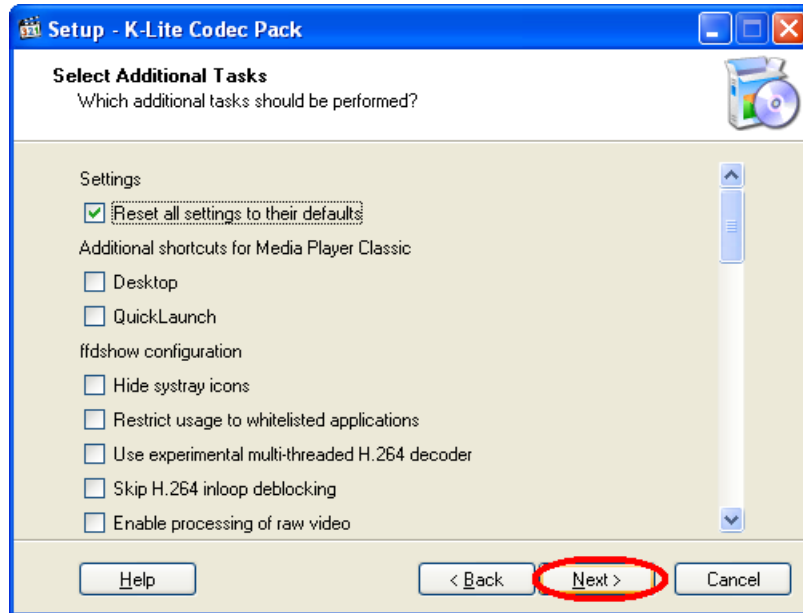 Setup - K-Lite Codec Pack
Select Additional Tasks
Which additional tasks should be performed?
Settings
Reset all settings to their defaults
Additional shortcuts for Media Player Classic
Desktop
QuickLaunch
ffdshow configuration
Hide systray icons
Restrict usage to whitelisted applications
Use experimental multi-threaded H.264 decoder
Skip H.264 inloop deblocking
Enable processing of raw video
Help
< Back
Next >
Cancel